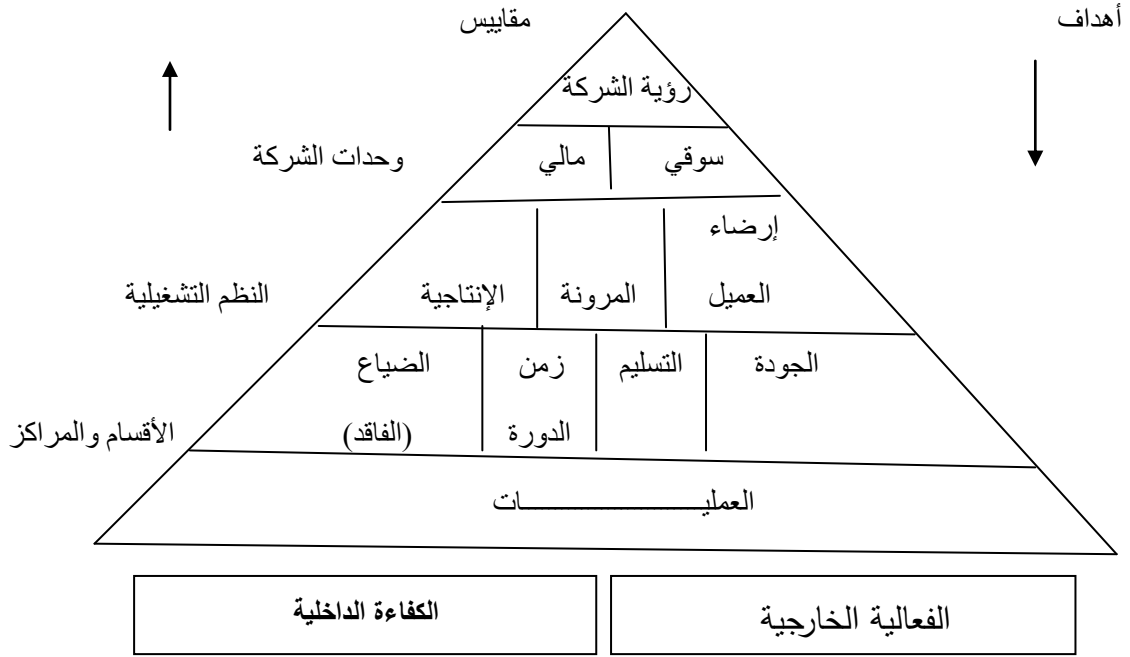 أهداف
مقاييس
رؤية الشركة
سوقي
مالي
وحدات الشركة
إرضاء
العميل
المرونة
الإنتاجية
النظم التشغيلية
الجودة
التسليم
زمن
الدورة
الضياع
(الفاقد)
الأقسام والمراكز
العمليـــــــــــــات
الفعالية الخارجية
الكفاءة الداخلية